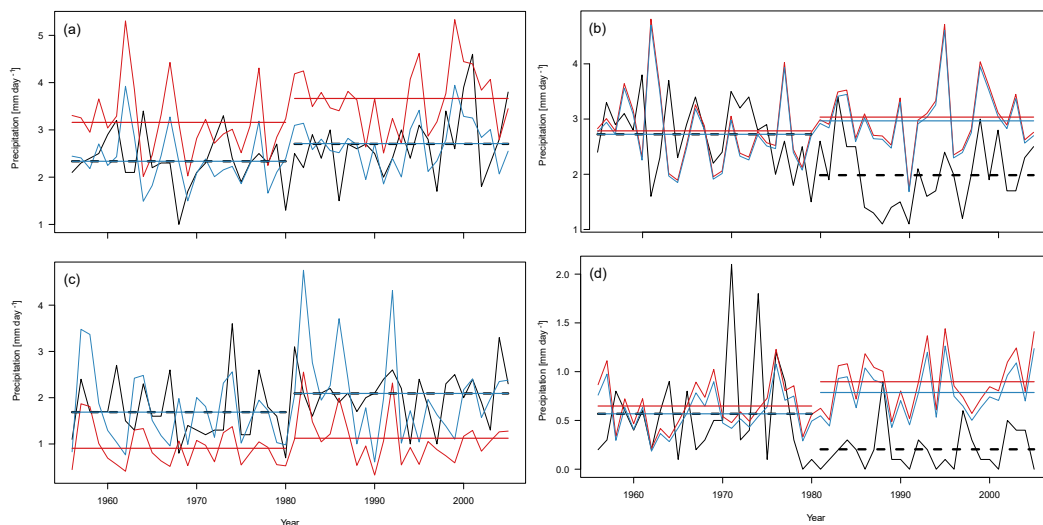 (a)
Precipitation [mm day⁻¹]
5
4
3
2
1
(b)
Precipitation [mm day⁻¹]
4
3
2
1
(c)
Precipitation [mm day⁻¹]
4
3
2
1
1960 1970 1980 1990 2000
Year
(d)
Precipitation [mm day⁻¹]
2.0
1.5
1.0
0.5
0.0
1960 1970 1980 1990 2000
Year